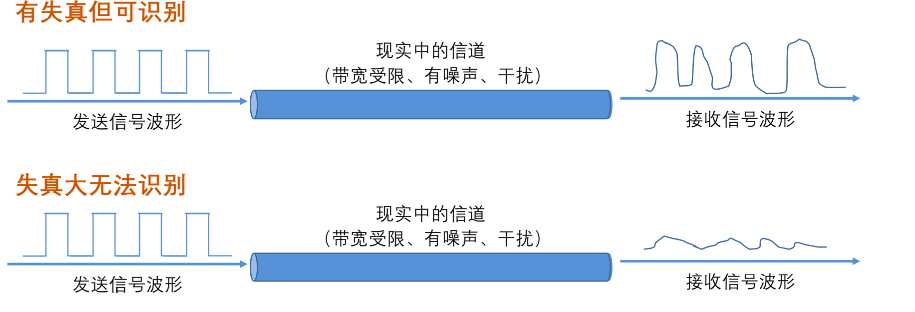 有失真但可识别
现实中的信道
（带宽受限、有噪声、干扰）
发送信号波形
接收信号波形
失真大无法识别
现实中的信道
（带宽受限、有噪声、干扰）
发送信号波形
接收信号波形